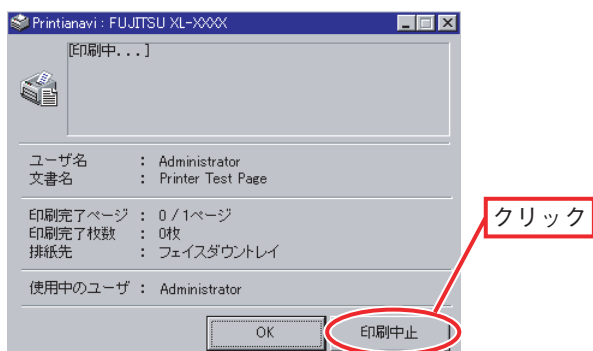 Printianavi : FUJITSU XL-XXXX
[印刷中...]
ユーザ名 : Administrator
文書名 : Printer Test Page
印刷完了ページ : 0 / 1ページ
印刷完了枚数 : 0枚
排紙先 : フェイスダウントレイ
使用中のユーザ : Administrator
クリック
OK 印刷中止